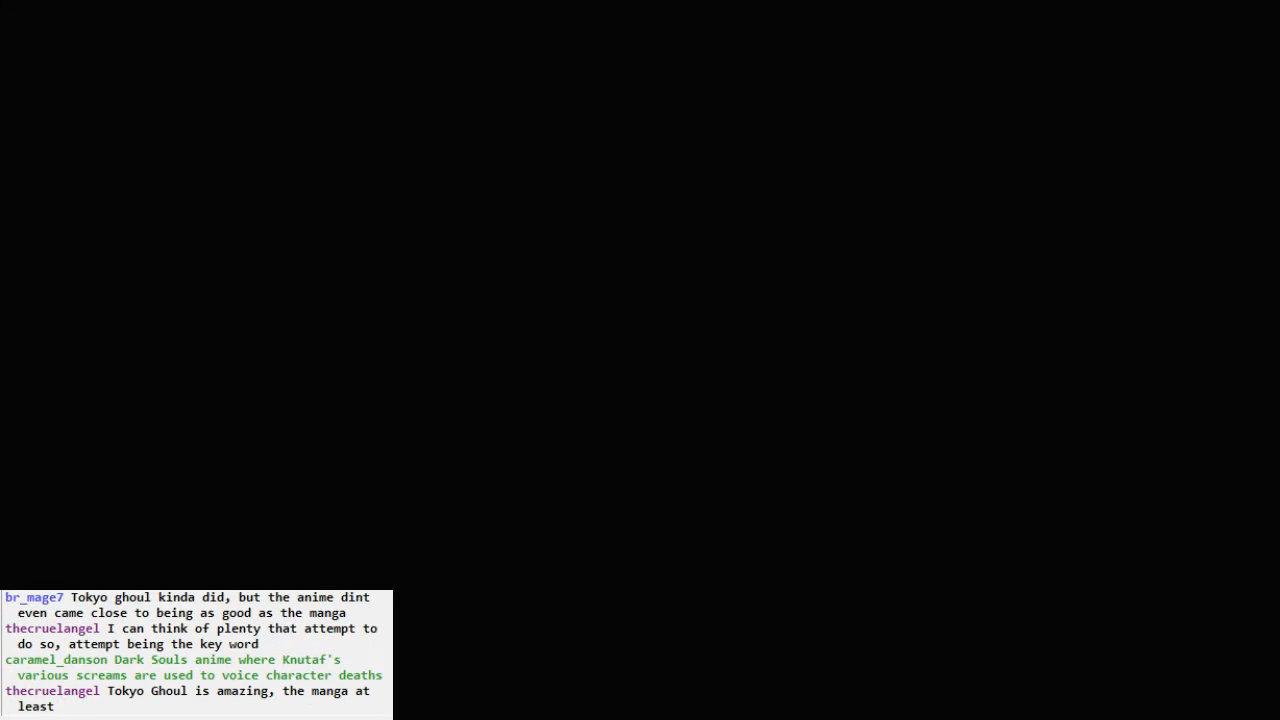 br_mage7 Tokyo ghoul kinda did, but the anime dint
even came close to being as good as the manga
thecruelangel I can think of plenty that attempt to
do so, attempt being the key word
caramel_danson Dark Souls anime where Knutaf's
various screams are used to voice character deaths
thecruelangel Tokyo Ghoul is amazing, the manga at
least